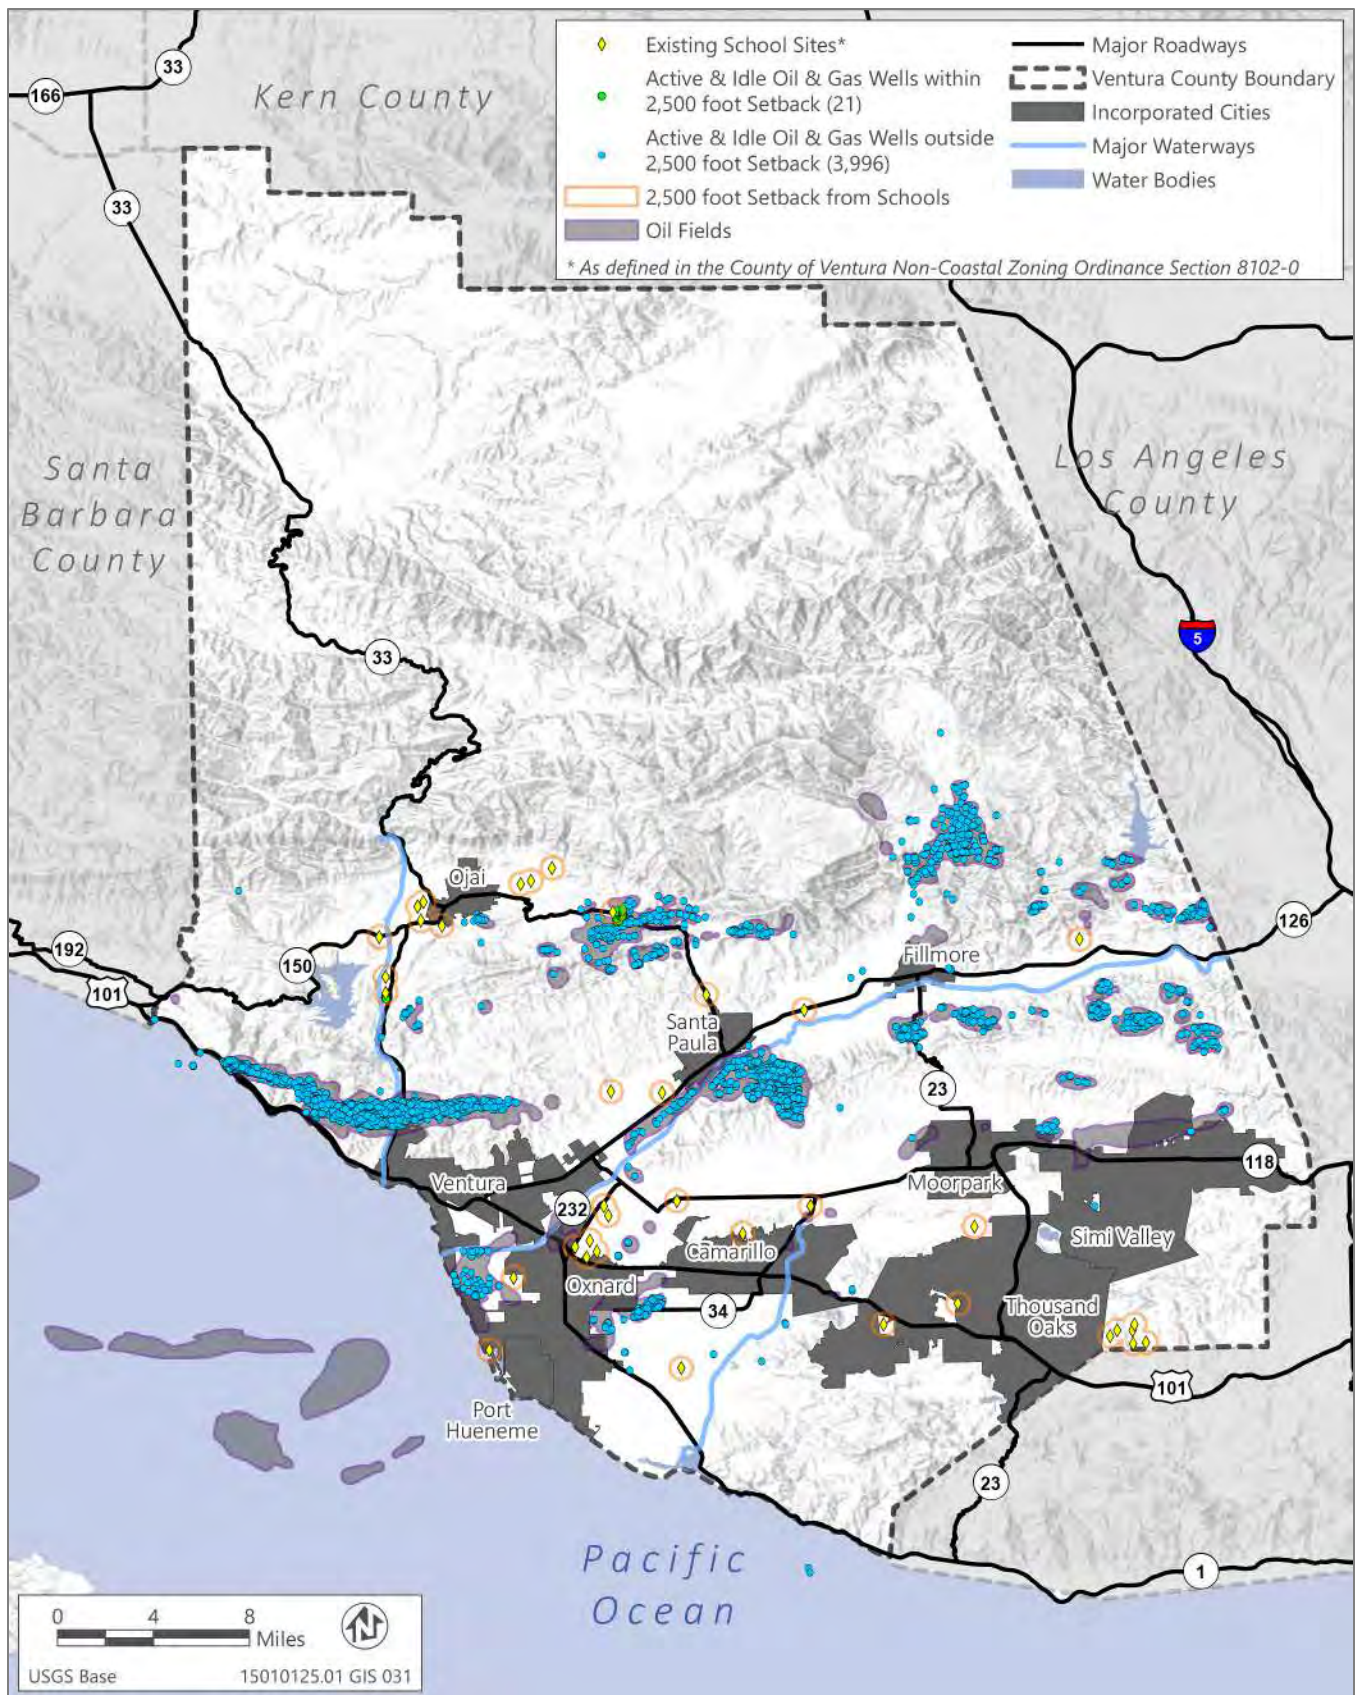 Existing School Sites*
Active & Idle Oil & Gas Wells within
2,500 foot Setback (21)
Active & Idle Oil & Gas Wells outside
2,500 foot Setback (3,996)
2,500 foot Setback from Schools
Oil Fields
Major Roadways
Ventura County Boundary
Incorporated Cities
Major Waterways
Water Bodies
* As defined in the County of Ventura Non-Coastal Zoning Ordinance Section 8102-0
33
166
Kern County
33
Santa
Barbara
County
Los Angeles
County
5
33
Ojai
192
150
101
126
Fillmore
Santa
Paula
23
118
Ventura
232
Moorpark
Camarillo
Simi Valley
Oxnard
34
Thousand
Oaks
101
Port
Hueneme
23
Pacific
Ocean
1
0 4 8
Miles
N
USGS Base 15010125.01 GIS 031